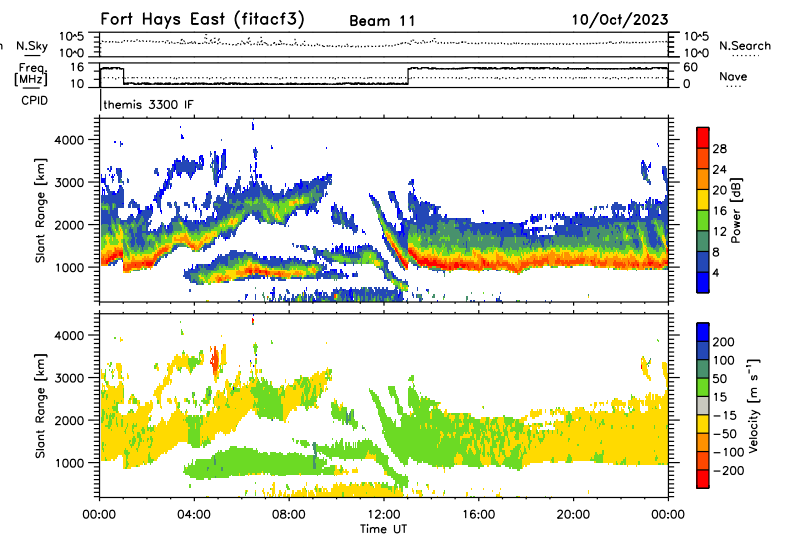 Fort Hays East (fitacf3) Beam 11 10/Oct/2023
N.Sky 10^5 10^0 10^5 10^0 N.Search
Freq. [MHz] 16 10 60 0 Nave
CPID themis 3300 IF
Slant Range [km] 4000 3000 2000 1000
Power [dB] 28 24 20 16 12 8 4
Slant Range [km] 4000 3000 2000 1000
Velocity [m s⁻¹] 200 100 50 15 −15 −50 −100 −200
00:00 04:00 08:00 12:00 16:00 20:00 00:00
Time UT